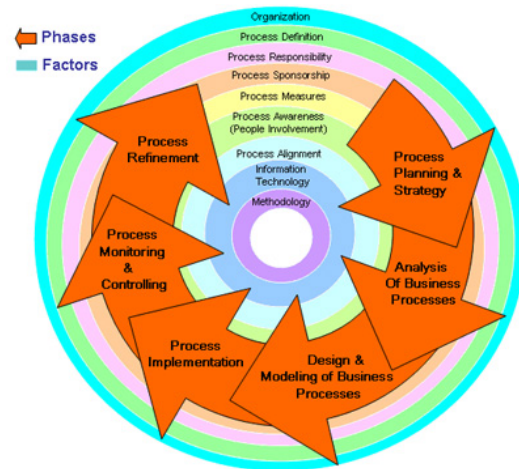 Phases
Factors
Organization
Process Definition
Process Responsibility
Process Sponsorship
Process Measures
Process Awareness
(People Involvement)
Process Alignment
Information
Technology
Methodology
Process
Planning &
Strategy
Analysis
Of Business
Processes
Design &
Modeling of Business
Processes
Process
Implementation
Process
Monitoring
&
Controlling
Process
Refinement